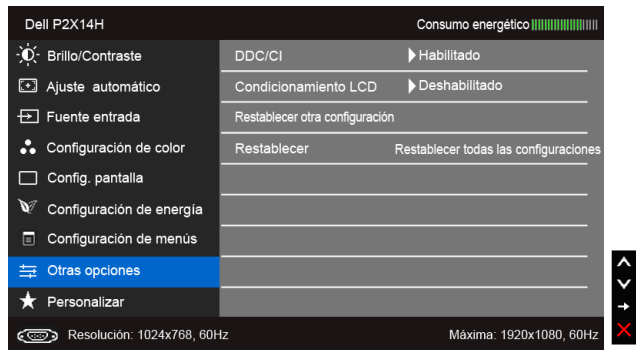 Dell P2X14H Consumo energético
Brillo/Contraste DDC/CI Habilitado
Ajuste automático Condicionamiento LCD Deshabilitado
Fuente entrada Restablecer otra configuración
Configuración de color Restablecer Restablecer todas las configuraciones
Config. pantalla
Configuración de energía
Configuración de menús
Otras opciones
Personalizar
Resolución: 1024x768, 60Hz Máxima: 1920x1080, 60Hz